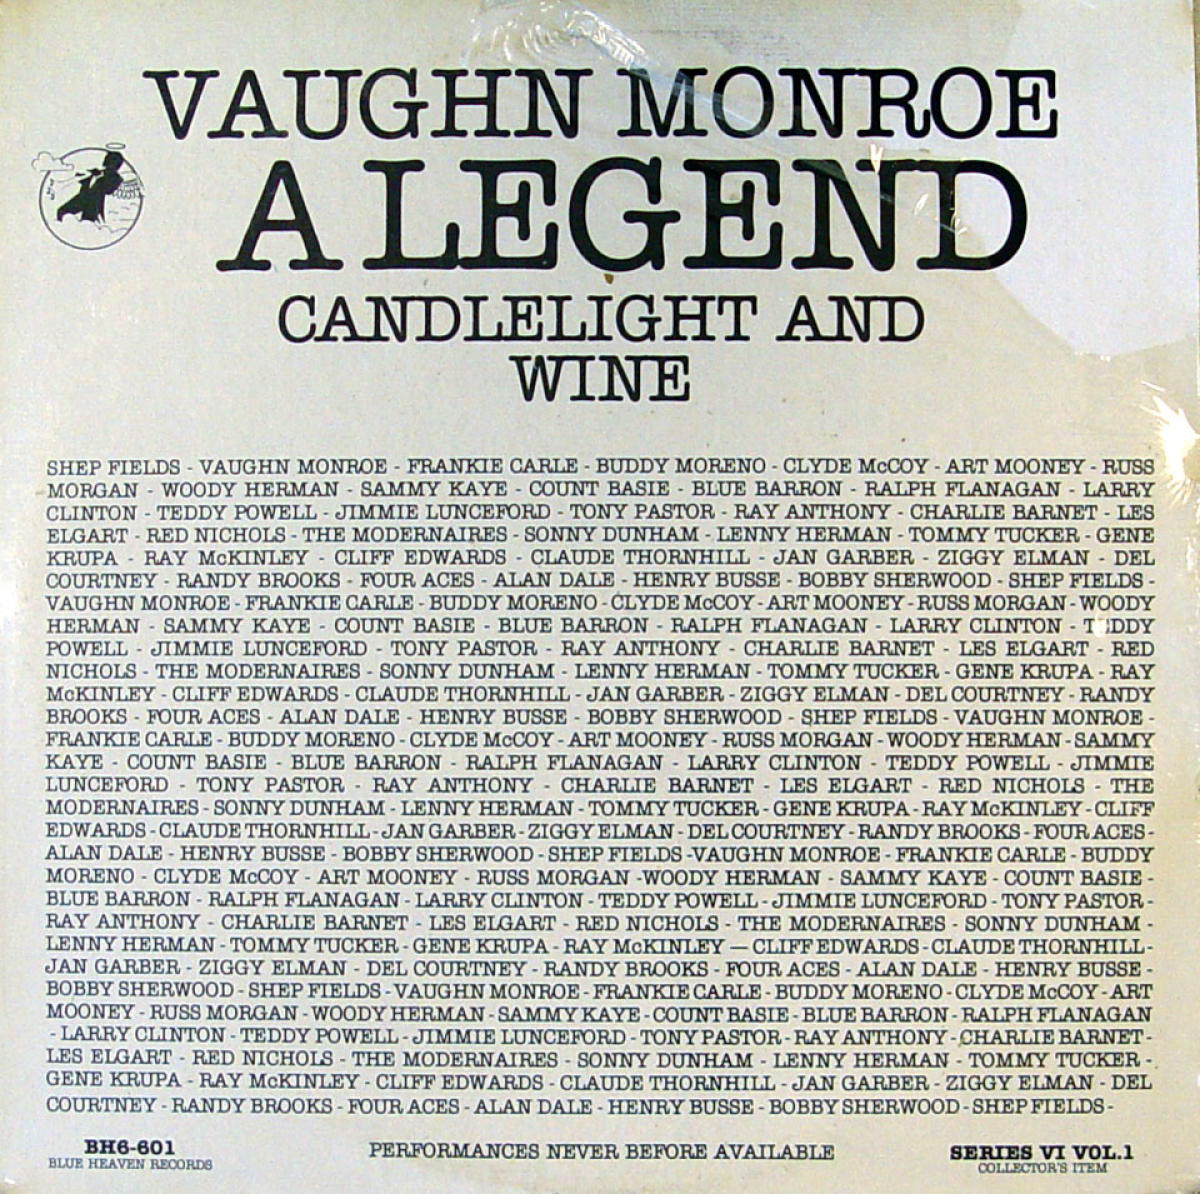 VAUGHN MONROE
A LEGEND
CANDLELIGHT AND
WINE
SHEP FIELDS - VAUGHN MONROE - FRANKIE CARLE - BUDDY MORENO - CLYDE McCOY - ART MOONEY - RUSS
MORGAN - WOODY HERMAN - SAMMY KAYE - COUNT BASIE - BLUE BARRON - RALPH FLANAGAN - LARRY
CLINTON - TEDDY POWELL - JIMMIE LUNCEFORD - TONY PASTOR - RAY ANTHONY - CHARLIE BARNET - LES
ELGART - RED NICHOLS - THE MODERNAIRES - SONNY DUNHAM - LENNY HERMAN - TOMMY TUCKER - GENE
KRUPA - RAY McKINLEY - CLIFF EDWARDS - CLAUDE THORNHILL - JAN GARBER - ZIGGY ELMAN - DEL
COURTNEY - RANDY BROOKS - FOUR ACES - ALAN DALE - HENRY BUSSE - BOBBY SHERWOOD - SHEP FIELDS -
VAUGHN MONROE - FRANKIE CARLE - BUDDY MORENO - CLYDE McCOY - ART MOONEY - RUSS MORGAN - WOODY
HERMAN - SAMMY KAYE - COUNT BASIE - BLUE BARRON - RALPH FLANAGAN - LARRY CLINTON - TEDDY
POWELL - JIMMIE LUNCEFORD - TONY PASTOR - RAY ANTHONY - CHARLIE BARNET - LES ELGART - RED
NICHOLS - THE MODERNAIRES - SONNY DUNHAM - LENNY HERMAN - TOMMY TUCKER - GENE KRUPA - RAY
McKINLEY - CLIFF EDWARDS - CLAUDE THORNHILL - JAN GARBER - ZIGGY ELMAN - DEL COURTNEY - RANDY
BROOKS - FOUR ACES - ALAN DALE - HENRY BUSSE - BOBBY SHERWOOD - SHEP FIELDS - VAUGHN MONROE -
FRANKIE CARLE - BUDDY MORENO - CLYDE McCOY - ART MOONEY - RUSS MORGAN - WOODY HERMAN - SAMMY
KAYE - COUNT BASIE - BLUE BARRON - RALPH FLANAGAN - LARRY CLINTON - TEDDY POWELL - JIMMIE
LUNCEFORD - TONY PASTOR - RAY ANTHONY - CHARLIE BARNET - LES ELGART - RED NICHOLS - THE
MODERNAIRES - SONNY DUNHAM - LENNY HERMAN - TOMMY TUCKER - GENE KRUPA - RAY McKINLEY - CLIFF
EDWARDS - CLAUDE THORNHILL - JAN GARBER - ZIGGY ELMAN - DEL COURTNEY - RANDY BROOKS - FOUR ACES -
ALAN DALE - HENRY BUSSE - BOBBY SHERWOOD - SHEP FIELDS -VAUGHN MONROE - FRANKIE CARLE - BUDDY
MORENO - CLYDE McCOY - ART MOONEY - RUSS MORGAN -WOODY HERMAN - SAMMY KAYE - COUNT BASIE -
BLUE BARRON - RALPH FLANAGAN - LARRY CLINTON - TEDDY POWELL - JIMMIE LUNCEFORD - TONY PASTOR -
RAY ANTHONY - CHARLIE BARNET - LES ELGART - RED NICHOLS - THE MODERNAIRES - SONNY DUNHAM -
LENNY HERMAN - TOMMY TUCKER - GENE KRUPA - RAY McKINLEY — CLIFF EDWARDS - CLAUDE THORNHILL -
JAN GARBER - ZIGGY ELMAN - DEL COURTNEY - RANDY BROOKS - FOUR ACES - ALAN DALE - HENRY BUSSE -
BOBBY SHERWOOD - SHEP FIELDS - VAUGHN MONROE - FRANKIE CARLE - BUDDY MORENO - CLYDE McCOY - ART
MOONEY - RUSS MORGAN - WOODY HERMAN - SAMMY KAYE - COUNT BASIE - BLUE BARRON - RALPH FLANAGAN
- LARRY CLINTON - TEDDY POWELL - JIMMIE LUNCEFORD - TONY PASTOR - RAY ANTHONY - CHARLIE BARNET -
LES ELGART - RED NICHOLS - THE MODERNAIRES - SONNY DUNHAM - LENNY HERMAN - TOMMY TUCKER -
GENE KRUPA - RAY McKINLEY - CLIFF EDWARDS - CLAUDE THORNHILL - JAN GARBER - ZIGGY ELMAN - DEL
COURTNEY - RANDY BROOKS - FOUR ACES - ALAN DALE - HENRY BUSSE - BOBBY SHERWOOD - SHEP FIELDS -
BH6-601
BLUE HEAVEN RECORDS
PERFORMANCES NEVER BEFORE AVAILABLE
SERIES VI VOL.1
COLLECTOR'S ITEM